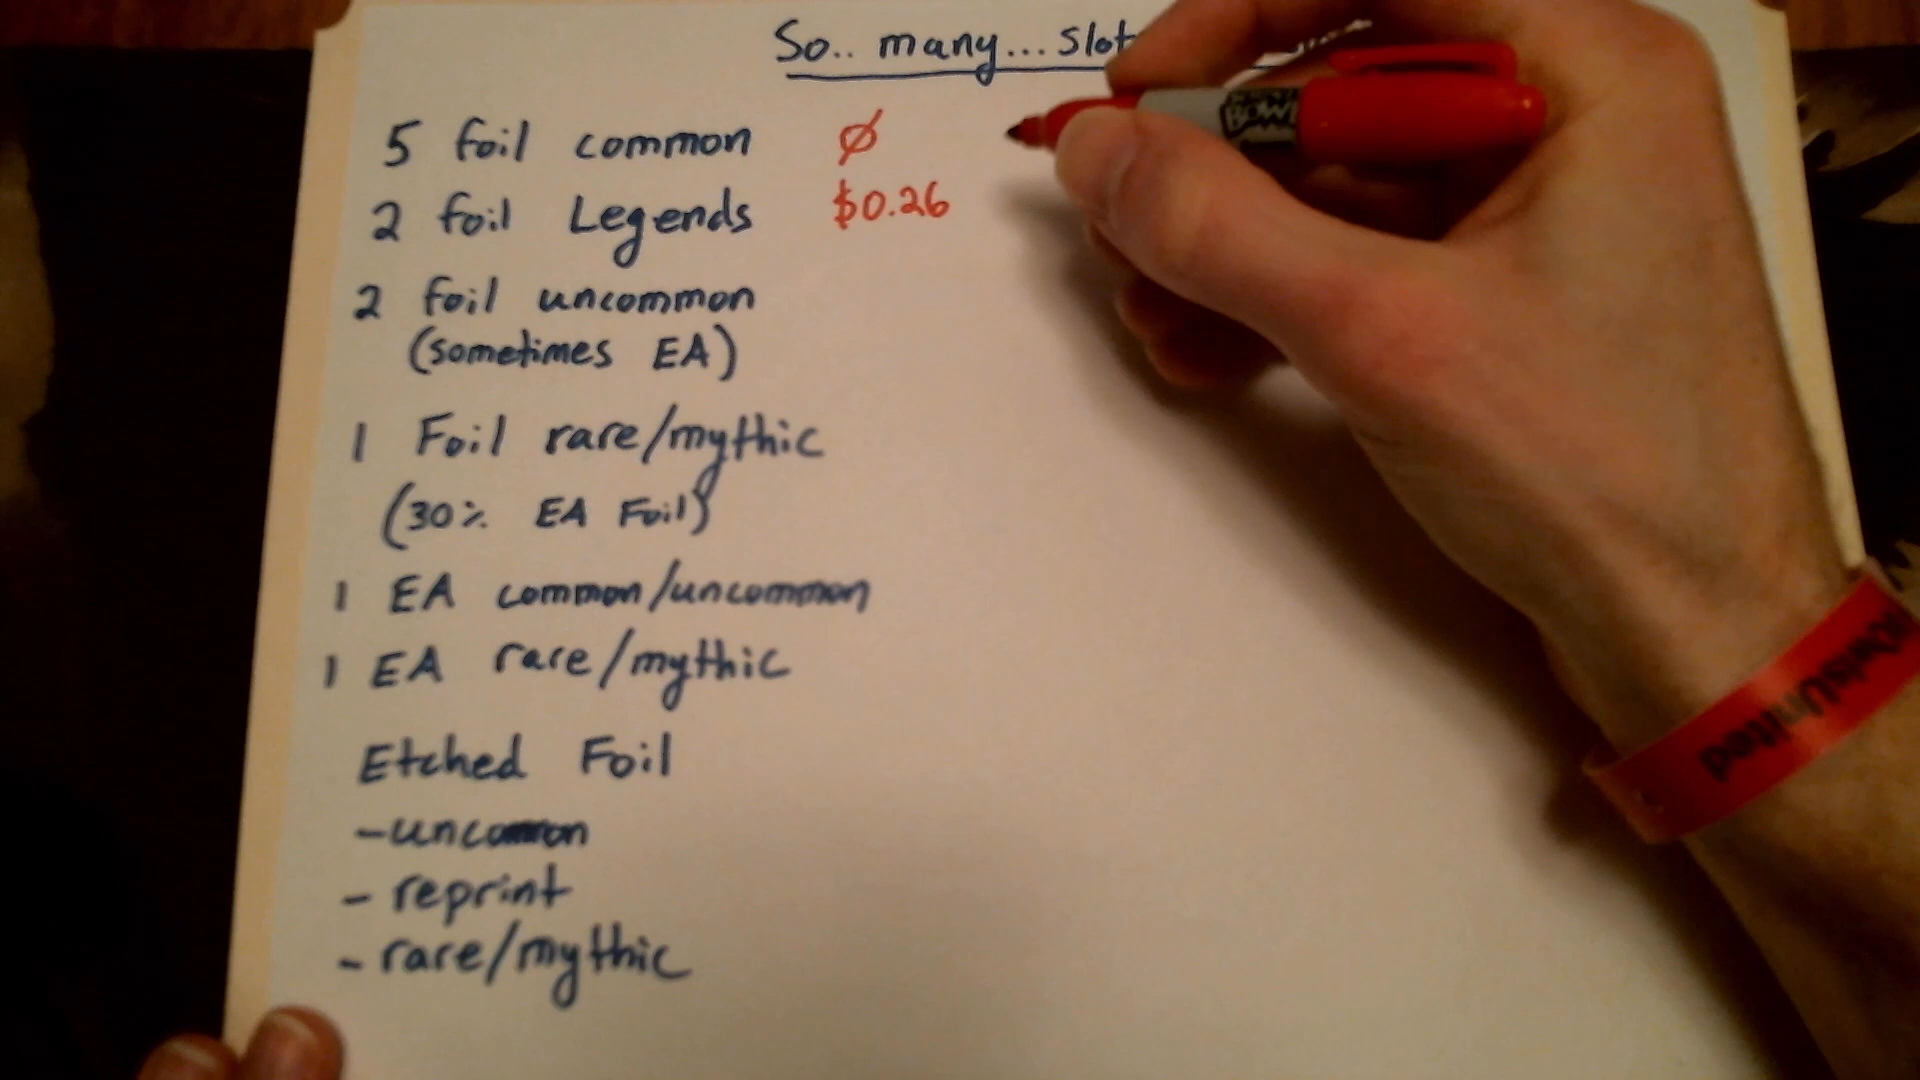 So.. many... slot
5 foil common ∅
2 foil Legends $0.26
2 foil uncommon
(sometimes EA)
1 Foil rare/mythic
(30% EA Foil)
1 EA common/uncommon
1 EA rare/mythic
Etched Foil
-uncommon
- reprint
- rare/mythic
United